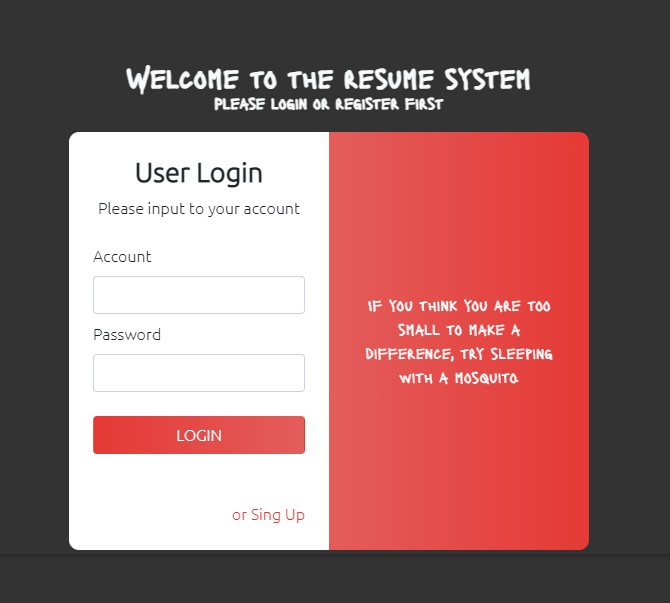 Welcome to the resume system
please login or register first
User Login
Please input to your account
Account
Password
LOGIN
or Sing Up
If you think you are too
small to make a
difference, try sleeping
with a mosquito.